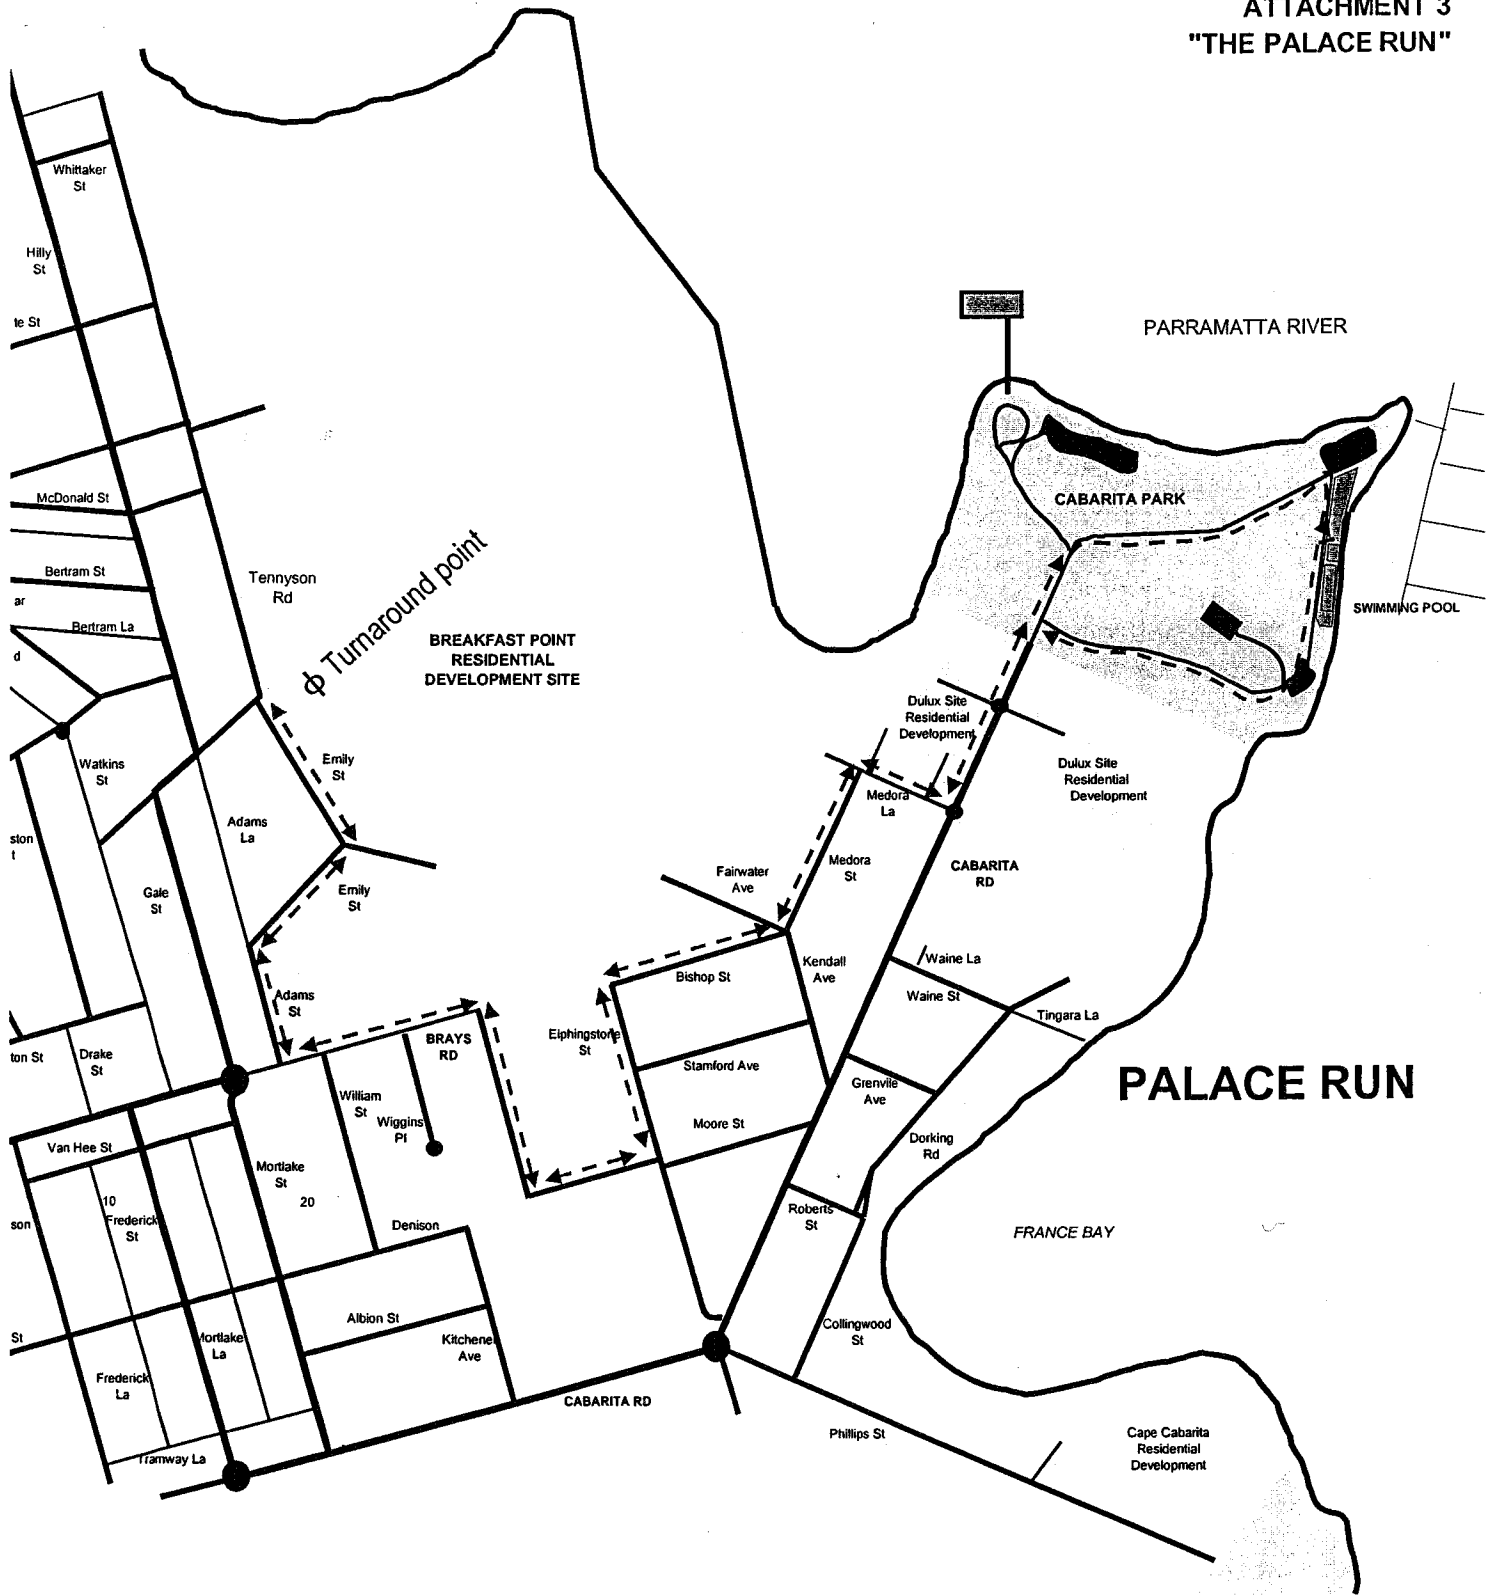 ATTACHMENT 3
"THE PALACE RUN"
Whittaker
St
Hilly
St
te St
PARRAMATTA RIVER
McDonald St
CABARITA PARK
Bertram St
Tennyson
Rd
ar
Bertram La
SWIMMING POOL
d
ϕ Turnaround point
BREAKFAST POINT
RESIDENTIAL
DEVELOPMENT SITE
Dulux Site
Residential
Development
Watkins
St
Emily
St
Dulux Site
Residential
Development
Medora
La
ston
t
Adams
La
Medora
St
CABARITA
RD
Fairwater
Ave
Gale
St
Emily
St
Bishop St
Kendall
Ave
Waine La
Waine St
Adams
St
Tingara La
BRAYS
RD
Elphingstone
St
ton St
Drake
St
Stamford Ave
Grenvile
Ave
PALACE RUN
William
St
Wiggins
Pl
Moore St
Van Hee St
Dorking
Rd
Mortlake
St
20
10
Frederick
St
son
Denison
Roberts
St
FRANCE BAY
St
Albion St
Mortlake
La
Kitchener
Ave
Collingwood
St
Frederick
La
CABARITA RD
Phillips St
Cape Cabarita
Residential
Development
Tramway La